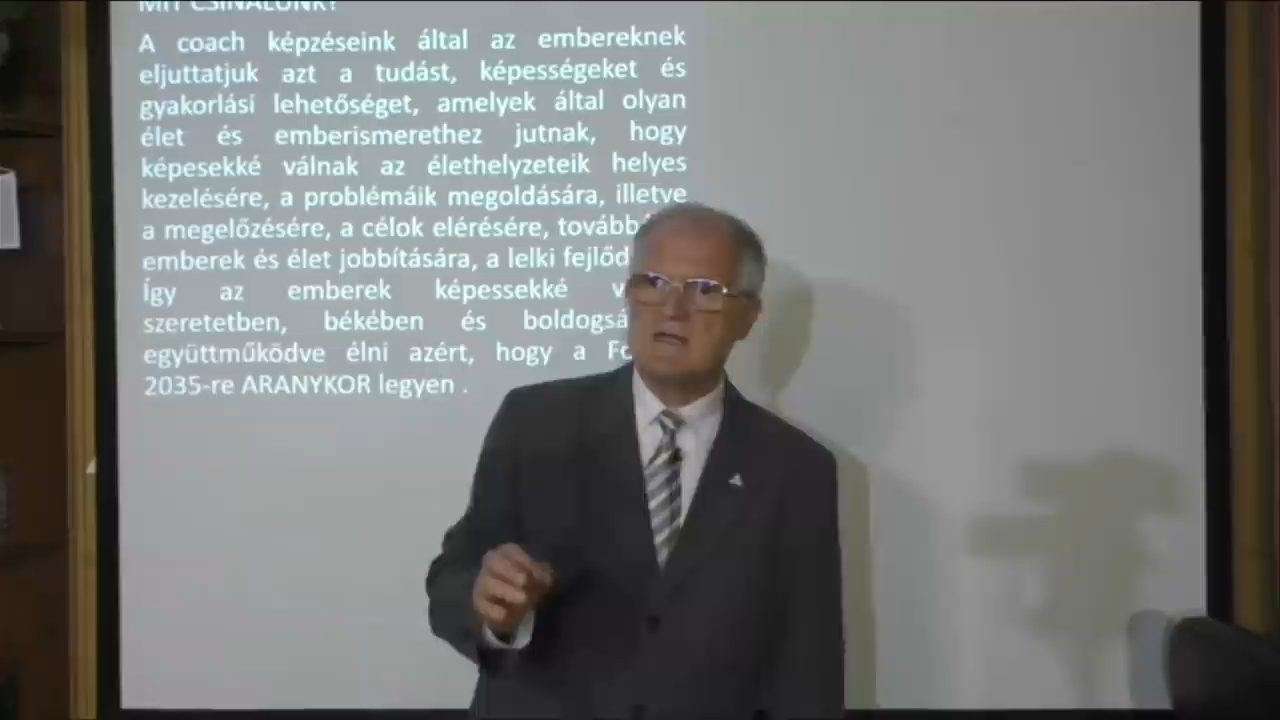 MIT CSINÁLUNK?
A coach képzéseink által az embereknek
eljuttatjuk azt a tudást, képességeket és
gyakorlási lehetőséget, amelyek által olyan
élet és emberismerethez jutnak, hogy
képesekké válnak az élethelyzeteik helyes
kezelésére, a problémáik megoldására, illetve
a megelőzésére, a célok elérésére,
emberek és élet jobbítására, a lelki
Így az emberek képessekké
szeretetben, békében és
együttműködve élni azért, hogy a
2035-re ARANYKOR legyen .